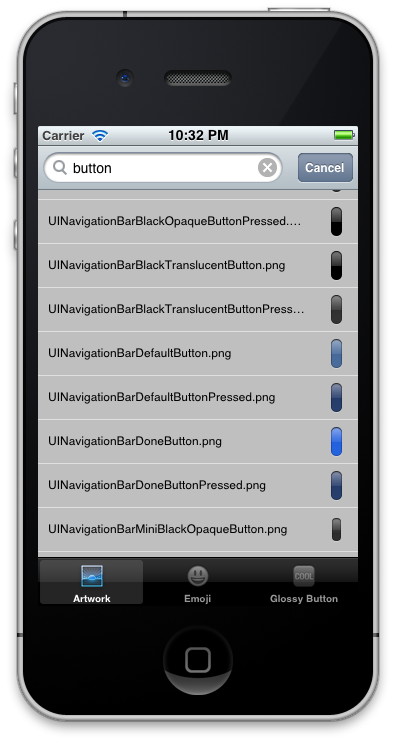 Carrier 10:32 PM
button Cancel
UINavigationBarBlackOpaqueButtonPressed....
UINavigationBarBlackTranslucentButton.png
UINavigationBarBlackTranslucentButtonPress...
UINavigationBarDefaultButton.png
UINavigationBarDefaultButtonPressed.png
UINavigationBarDoneButton.png
UINavigationBarDoneButtonPressed.png
UINavigationBarMiniBlackOpaqueButton.png
COOL
Artwork Emoji Glossy Button